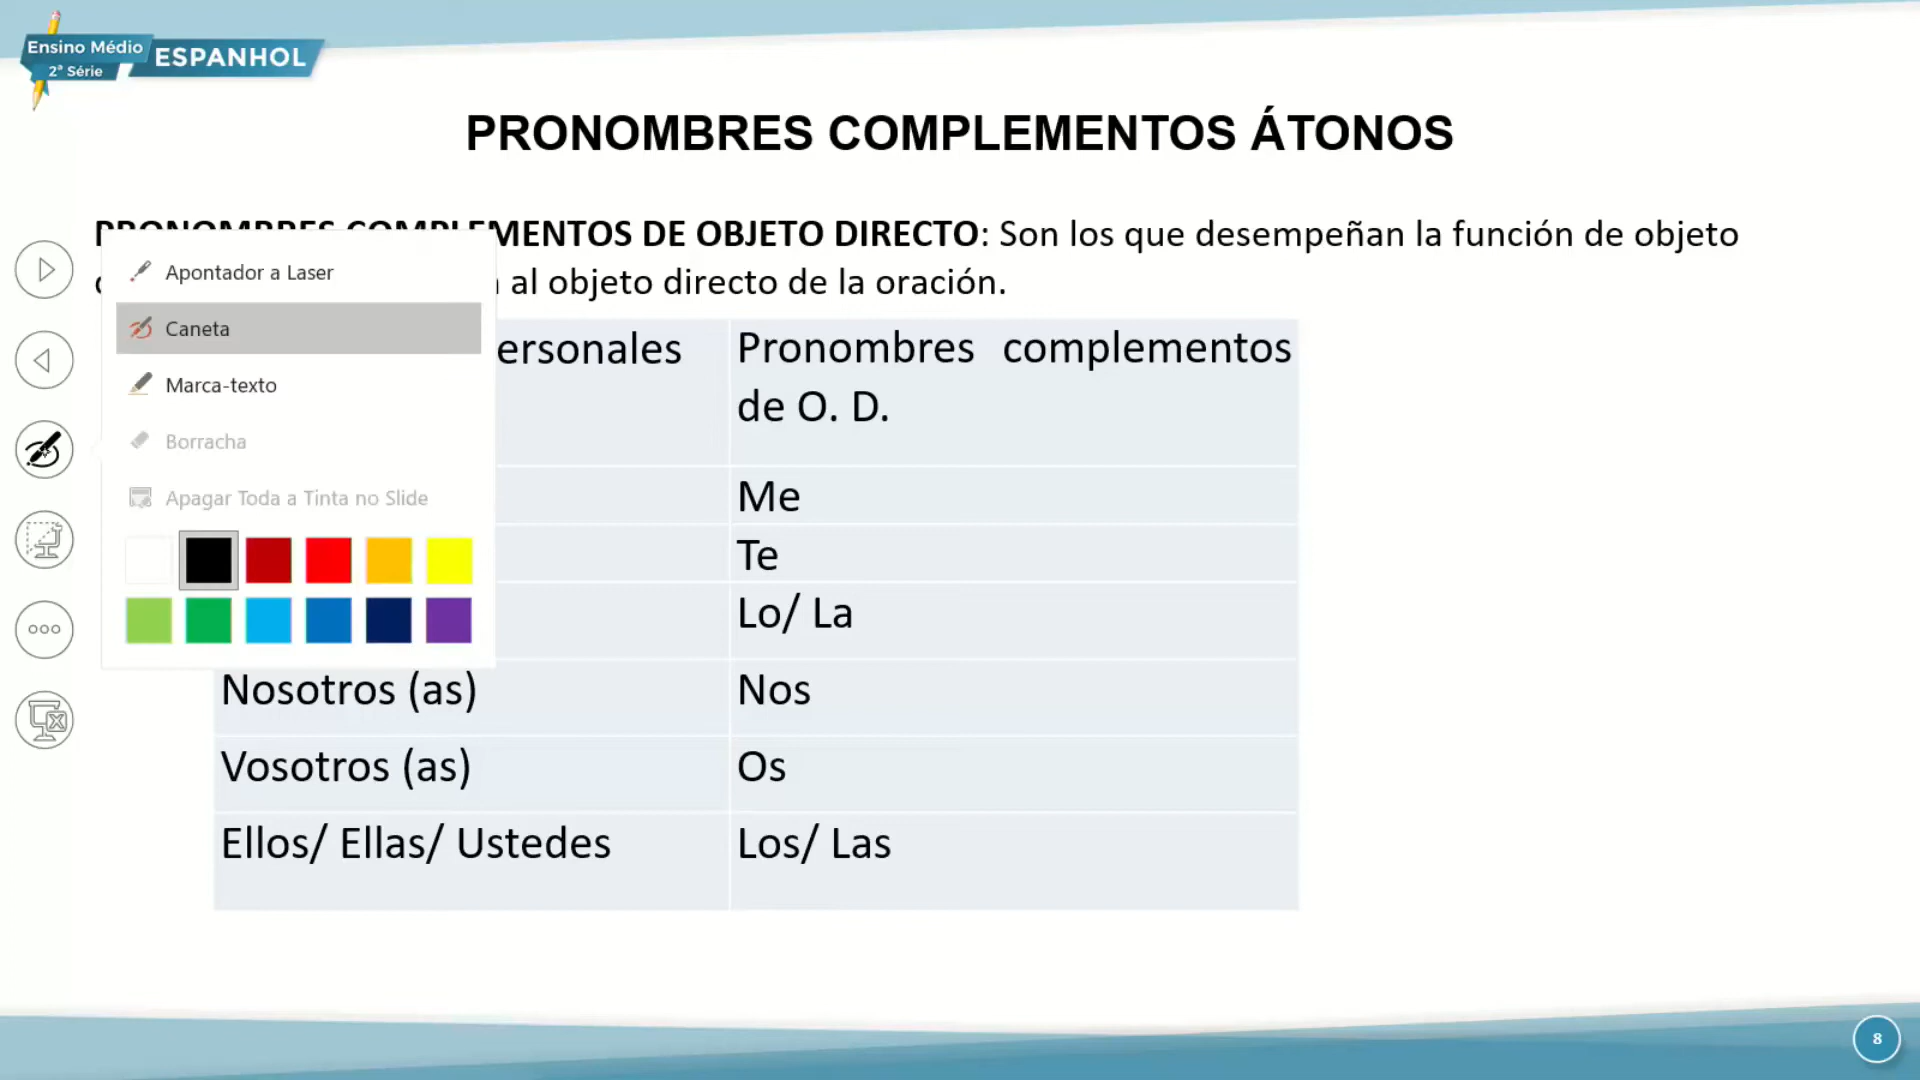 Ensino Médio
2ª Série
ESPANHOL
PRONOMBRES COMPLEMENTOS ÁTONOS
PRONOMBRES COMPLEMENTOS DE OBJETO DIRECTO: Son los que desempeñan la función de objeto
al objeto directo de la oración.
Apontador a Laser
Caneta
Marca-texto
Borracha
Apagar Toda a Tinta no Slide
ersonales
Pronombres complementos
de O. D.
Me
Te
Lo/ La
Nosotros (as)
Nos
Vosotros (as)
Os
Ellos/ Ellas/ Ustedes
Los/ Las
8